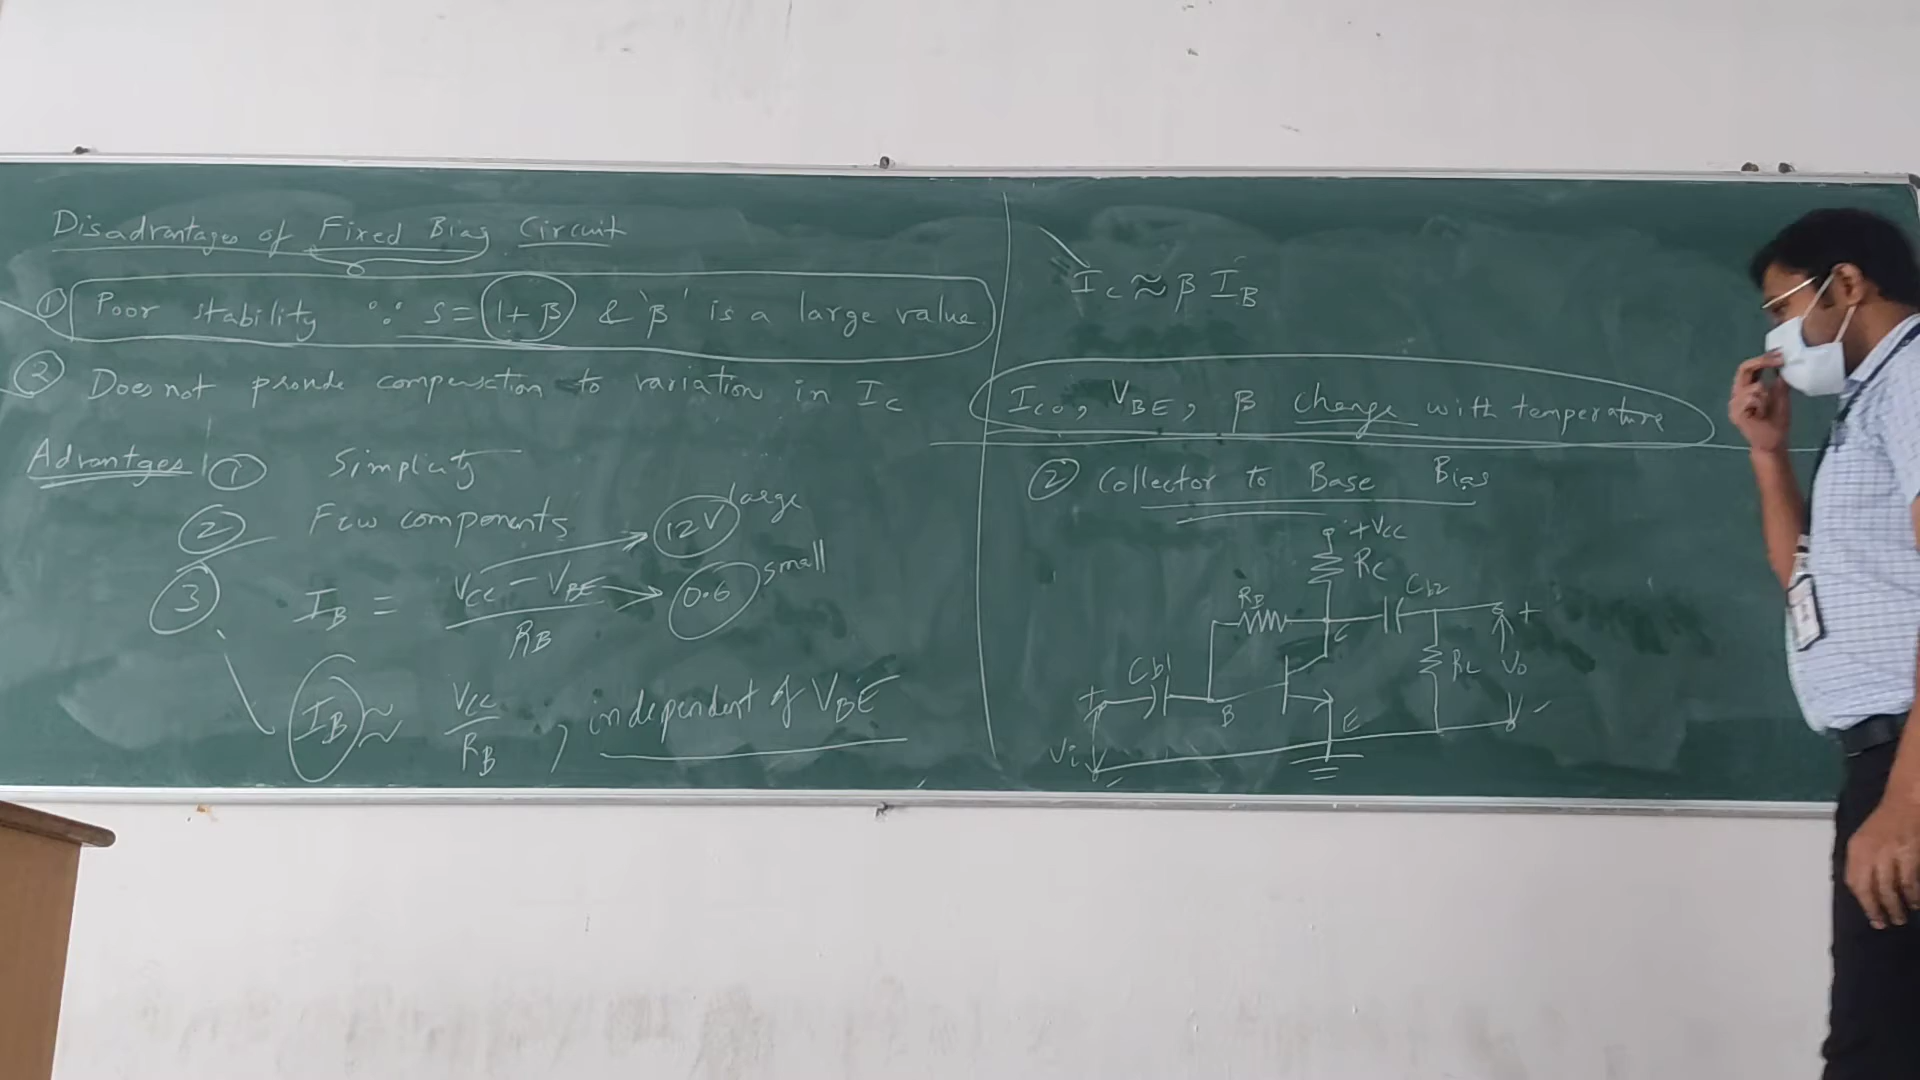 Disadvantages of Fixed Bias Circuit
① Poor stability ∵ S = 1 + β & 'β' is a large value.
② Does not provide compensation to variation in IC
Advantages ① Simplicity
② Few components
③ IB = VCC - VBE / RB
12V large
0.6 small
IB ≈ VCC / RB , independent of VBE
IC ≈ β IB
ICO, VBE, β change with temperature
② Collector to Base Bias
+VCC
RC
RB
Cb2
C
+
RL
Vo
-
Cb1
+
B
E
Vi
-